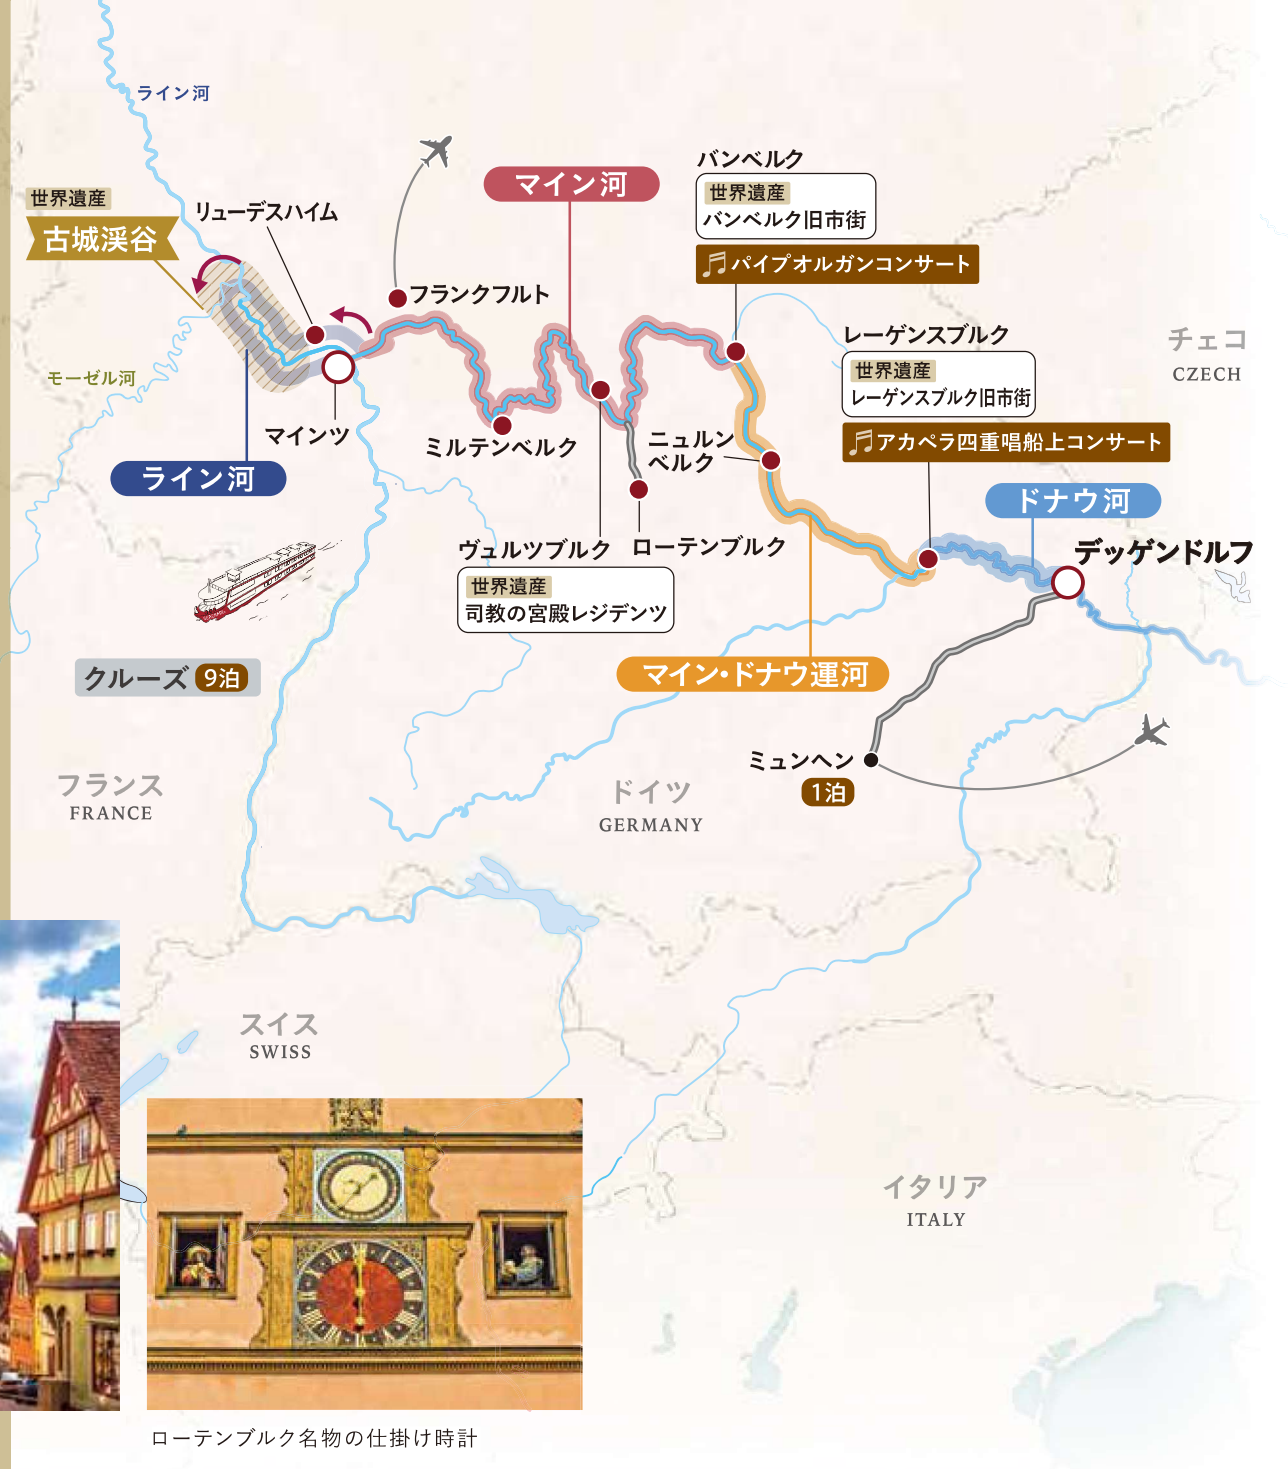 ライン河
世界遺産
古城渓谷
リューデスハイム
モーゼル河
マインツ
ライン河
フランクフルト
マイン河
ミルテンベルク
バンベルク
世界遺産
バンベルク旧市街
パイプオルガンコンサート
レーゲンスブルク
世界遺産
レーゲンスブルク旧市街
アカペラ四重唱船上コンサート
チェコ
CZECH
ニュルン
ベルク
ドナウ河
デッゲンドルフ
ヴュルツブルク
世界遺産
司教の宮殿レジデンツ
ローテンブルク
マイン・ドナウ運河
クルーズ 9泊
ミュンヘン
1泊
フランス
FRANCE
ドイツ
GERMANY
スイス
SWISS
イタリア
ITALY
ローテンブルク名物の仕掛け時計